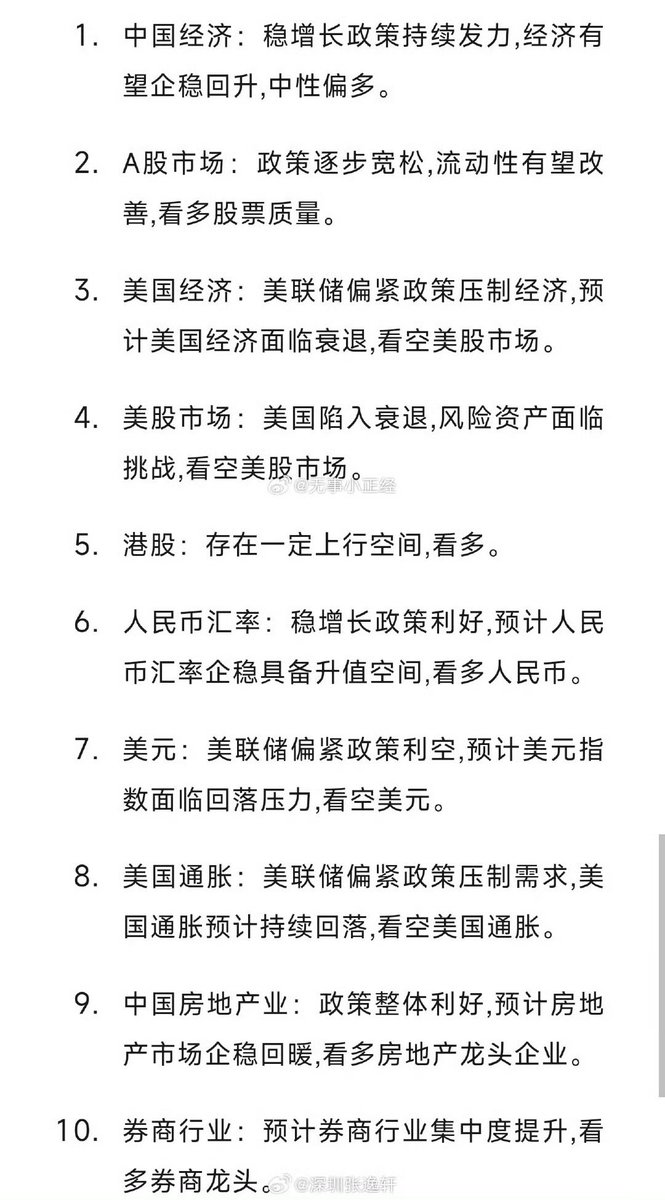 1. 中国经济：稳增长政策持续发力,经济有
望企稳回升,中性偏多。
2. A股市场：政策逐步宽松,流动性有望改
善,看多股票质量。
3. 美国经济：美联储偏紧政策压制经济,预
计美国经济面临衰退,看空美股市场。
4. 美股市场：美国陷入衰退,风险资产面临
挑战,看空美股市场。
@无事小正经
5. 港股：存在一定上行空间,看多。
6. 人民币汇率：稳增长政策利好,预计人民
币汇率企稳具备升值空间,看多人民币。
7. 美元：美联储偏紧政策利空,预计美元指
数面临回落压力,看空美元。
8. 美国通胀：美联储偏紧政策压制需求,美
国通胀预计持续回落,看空美国通胀。
9. 中国房地产业：政策整体利好,预计房地
产市场企稳回暖,看多房地产龙头企业。
10. 券商行业：预计券商行业集中度提升,看
多券商龙头。
@深圳张逸轩